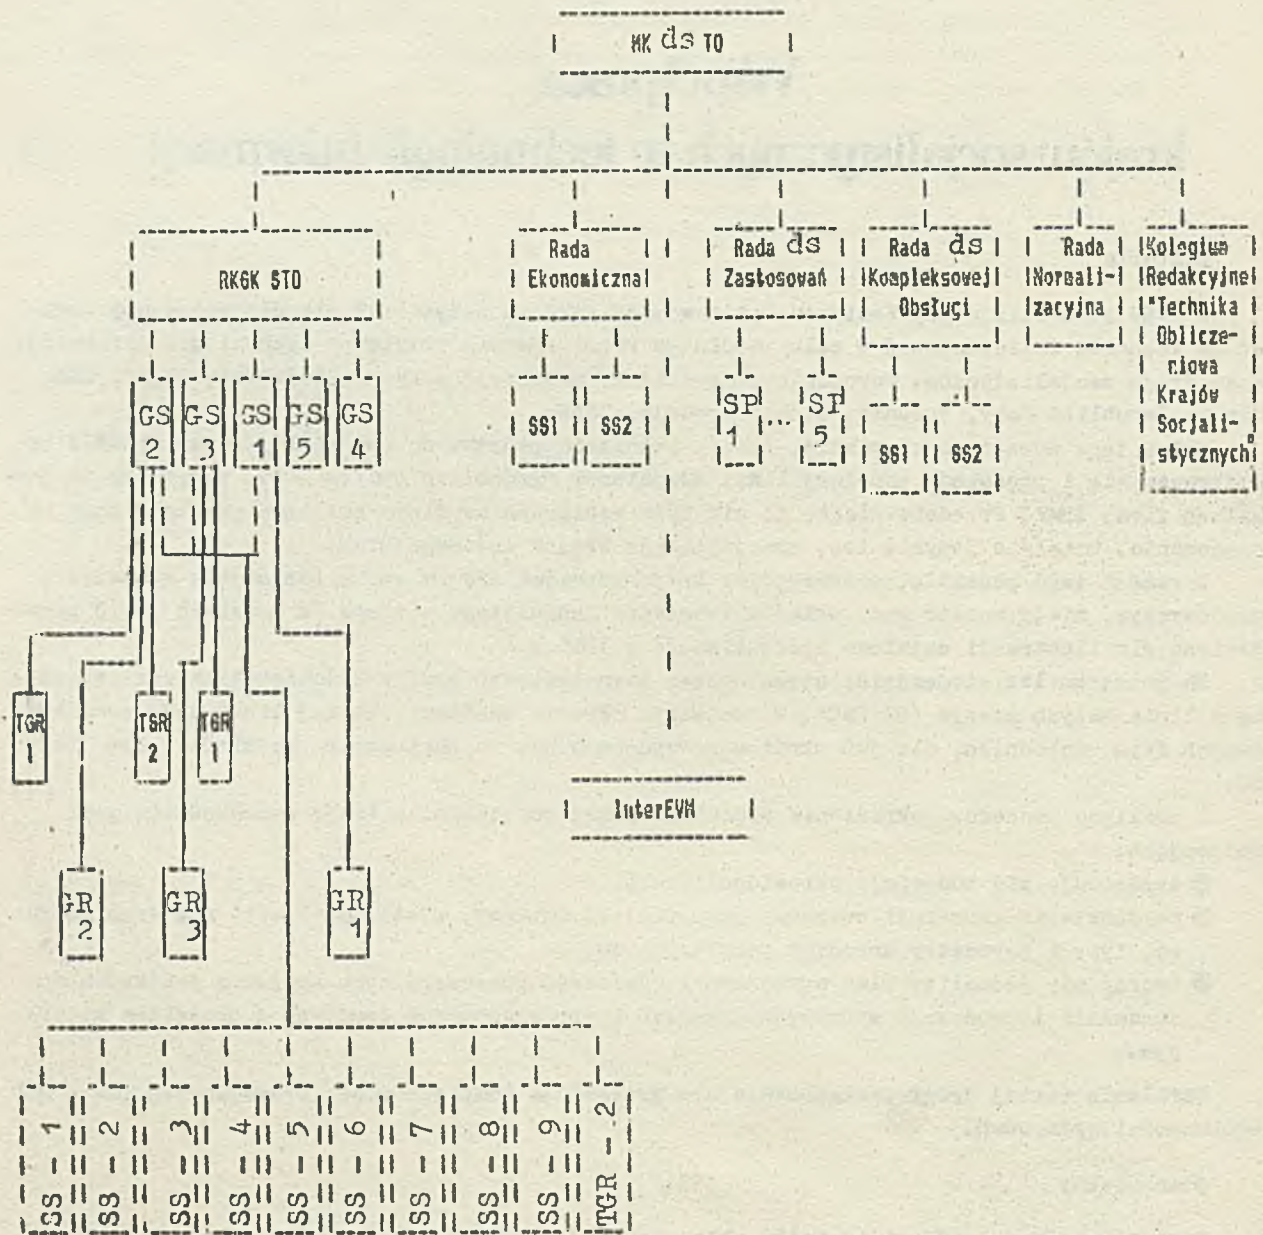 MK ds TO
RKGK STO
Rada
Ekonomiczna
Rada ds
Zastosowań
Rada ds
Kompleksowej
Obsługi
Rada
Normali-
zacyjna
Kolegium
Redakcyjne
"Technika
Oblicze-
niowa
Krajów
Socjali-
stycznych"
GS
2
GS
3
GS
1
GS
5
GS
4
SS1
SS2
SP
1
...
SP
5
SS1
SS2
TGR
1
TGR
2
TGR
1
InterEVM
GR
2
GR
3
GR
1
SS - 1
SS - 2
SS - 3
SS - 4
SS - 5
SS - 6
SS - 7
SS - 8
SS - 9
TGR - 2